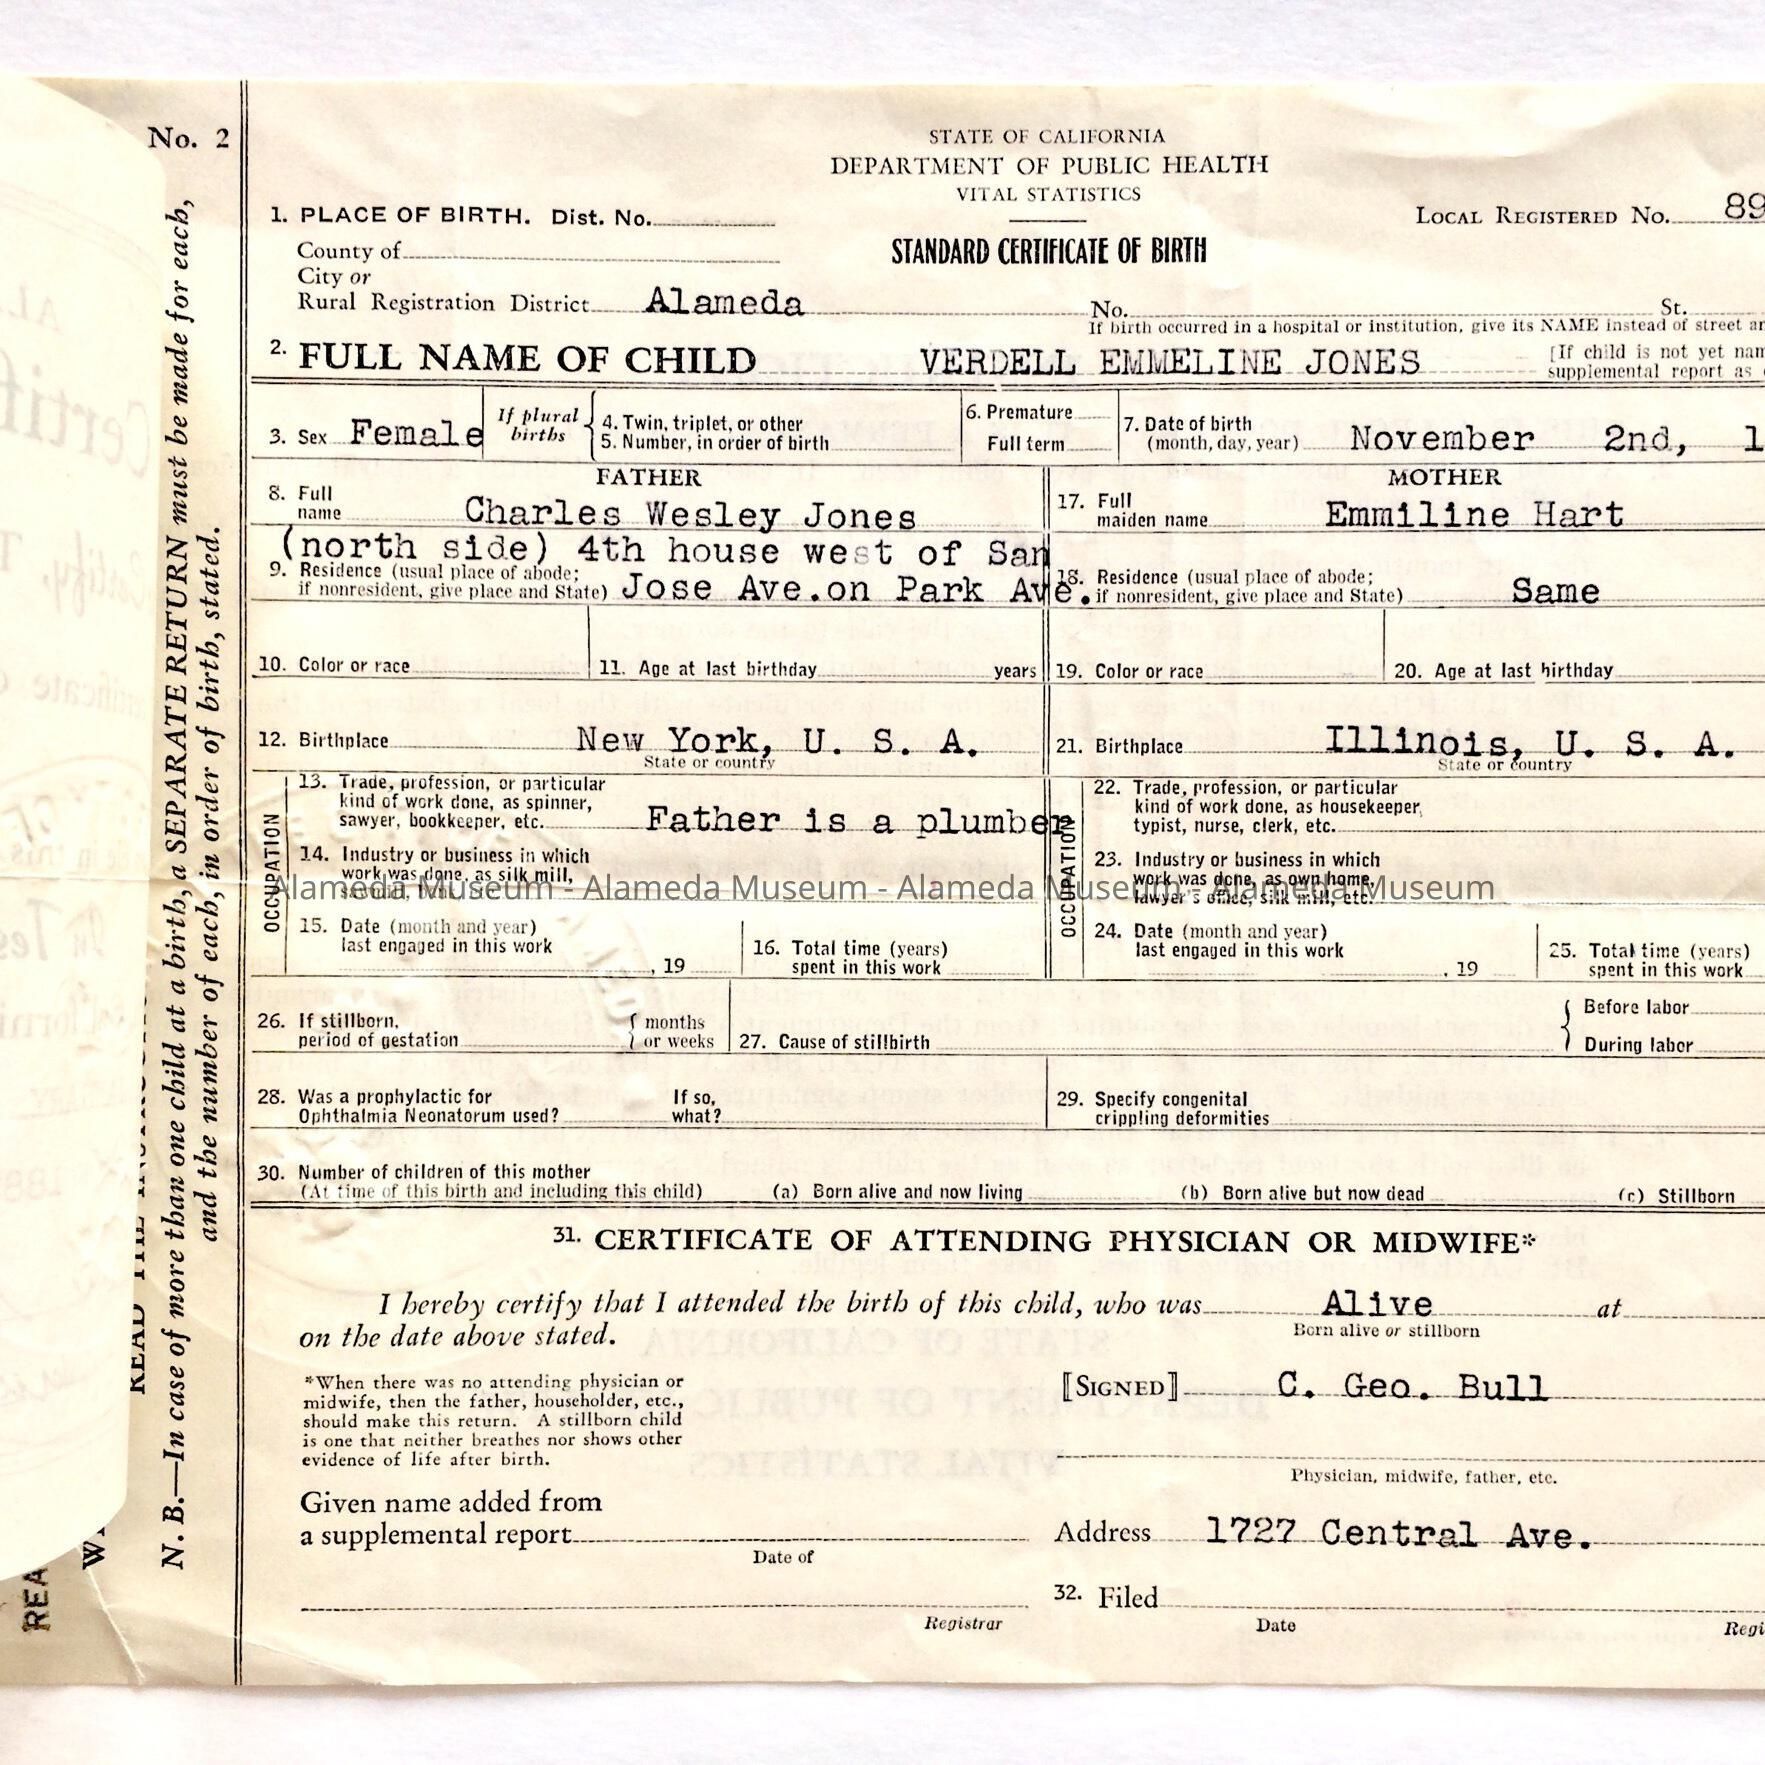 No. 2
STATE OF CALIFORNIA
DEPARTMENT OF PUBLIC HEALTH
VITAL STATISTICS
STANDARD CERTIFICATE OF BIRTH
1. PLACE OF BIRTH. Dist. No.
LOCAL REGISTERED NO. 89
County of
City or
Rural Registration District Alameda
No. St.
If birth occurred in a hospital or institution, give its NAME instead of street
2. FULL NAME OF CHILD VERDELL EMMELINE JONES
[If child is not yet
supplemental report as
3. Sex Female
If plural births
4. Twin, triplet, or other
5. Number, in order of birth
6. Premature
Full term
7. Date of birth
(month, day, year) November 2nd, 1
FATHER
8. Full
name Charles Wesley Jones
(north side) 4th house west of San
9. Residence (usual place of abode;
if nonresident, give place and State) Jose Ave.on Park Ave.
10. Color or race
11. Age at last birthday years
12. Birthplace New York, U. S. A.
State or country
OCCUPATION
13. Trade, profession, or particular
kind of work done, as spinner,
sawyer, bookkeeper, etc. Father is a plumber
14. Industry or business in which
work was done, as silk mill,
15. Date (month and year)
last engaged in this work
, 19
16. Total time (years)
spent in this work
MOTHER
17. Full
maiden name Emmiline Hart
18. Residence (usual place of abode;
if nonresident, give place and State) Same
19. Color or race
20. Age at last birthday
21. Birthplace Illinois, U. S. A.
State or country
OCCUPATION
22. Trade, profession, or particular
kind of work done, as housekeeper,
typist, nurse, clerk, etc.
23. Industry or business in which
work was done, as own home,
lawyer's office, silk mill, etc.
24. Date (month and year)
last engaged in this work
, 19
25. Total time (years)
spent in this work
Alameda Museum - Alameda Museum - Alameda Museum - Alameda Museum
26. If stillborn,
period of gestation
months
or weeks
27. Cause of stillbirth
Before labor
During labor
28. Was a prophylactic for
Ophthalmia Neonatorum used?
If so,
what?
29. Specify congenital
crippling deformities
30. Number of children of this mother
(At time of this birth and including this child) (a) Born alive and now living (b) Born alive but now dead (c) Stillborn
31. CERTIFICATE OF ATTENDING PHYSICIAN OR MIDWIFE*
I hereby certify that I attended the birth of this child, who was Alive at
Born alive or stillborn
on the date above stated.
*When there was no attending physician or
midwife, then the father, householder, etc.,
should make this return. A stillborn child
is one that neither breathes nor shows other
evidence of life after birth.
[SIGNED] C. Geo. Bull
Physician, midwife, father, etc.
Given name added from
a supplemental report
Date of
Registrar
Address 1727 Central Ave.
32. Filed
Date
N. B.—In case of more than one child at a birth, a SEPARATE RETURN must be made for each,
and the number of each, in order of birth, stated.
READ THE